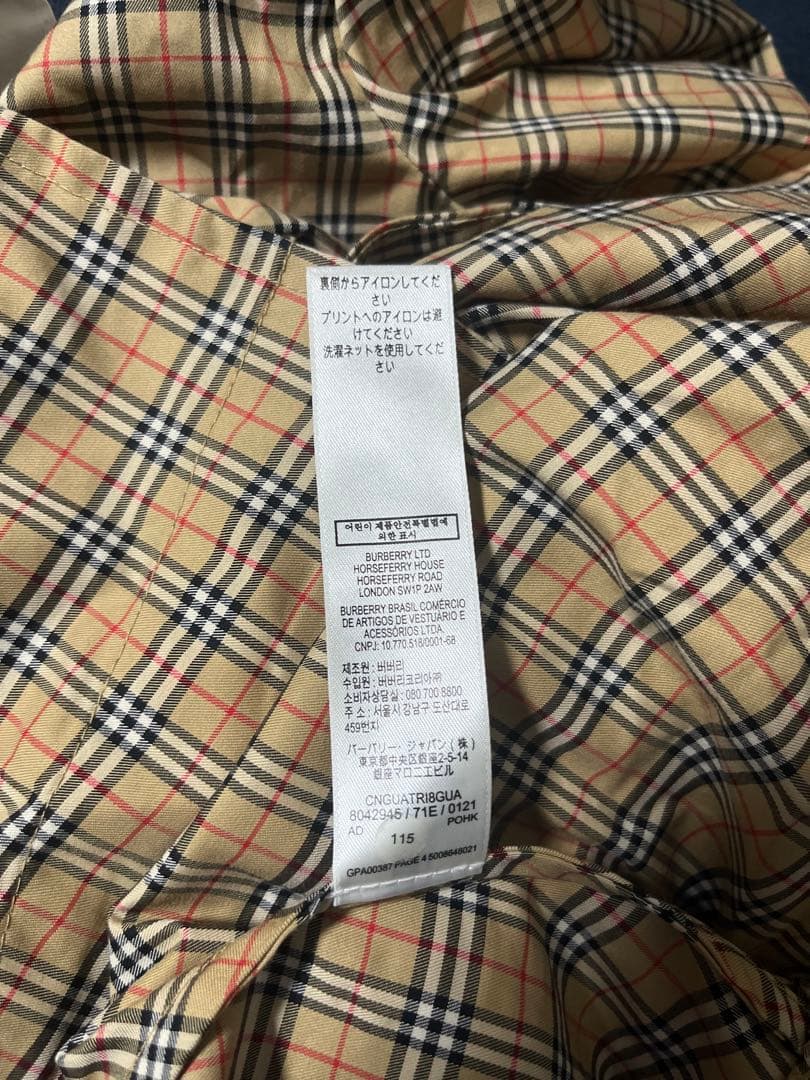 裏側からアイロンしてくだ
さい
プリントへのアイロンは避
けてください
洗濯ネットを使用してくだ
さい
어린이 제품안전특별법에
의한 표시
BURBERRY LTD
HORSEFERRY HOUSE
HORSEFERRY ROAD
LONDON SW1P 2AW
BURBERRY BRASIL COMÉRCIO
DE ARTIGOS DE VESTUÁRIO E
ACESSÓRIOS LTDA
CNPJ: 10.770.518/0001-68
제조원 : 버버리
수입원 : 버버리코리아㈜
소비자상담실 : 080 700 8800
주 소 : 서울시 강남구 도산대로
459번지
バーバリー・ジャパン (株)
東京都中央区銀座2-5-14
銀座マロニエビル
CNGUATRI8GUA
8042945 / 71E / 0121
AD POHK
115
GPA00387 PAGE 4 5008648021